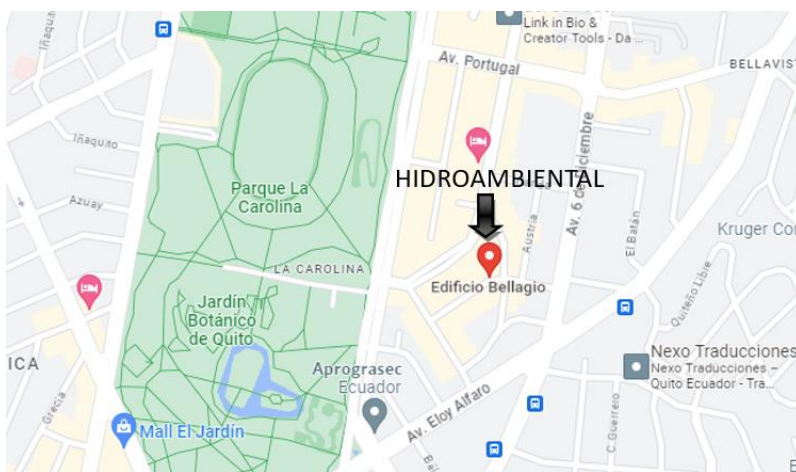 Iñaquito
Link in Bio &
Creator Tools - Da ...
Av. Portugal
BELLAVIST
Iñaquito
Parque La
Carolina
Azuay
HIDROAMBIENTAL
Av. 6 de Diciembre
Austria
El Batán
Kruger Cor
LA CAROLINA
Edificio Bellagio
Quiteño Libre
Jardín
Botánico
de Quito
ICA
Aprograsec
Ecuador
Nexo Traducciones
Nexo Traducciones –
Quito Ecuador - Tra...
Grecia
Mall El Jardín
Av. Eloy Alfaro
C.Guerrero